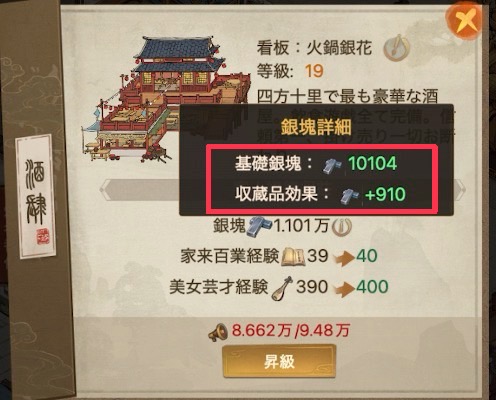 看板：火鍋銀花
等級: 19
四方十里で最も豪華な酒
銀塊詳細
基礎銀塊： 10104
収蔵品効果： +910
酒肆
銀塊 1.101万
家来百業経験 39 40
美女芸才経験 390 400
8.662万/9.48万
昇級